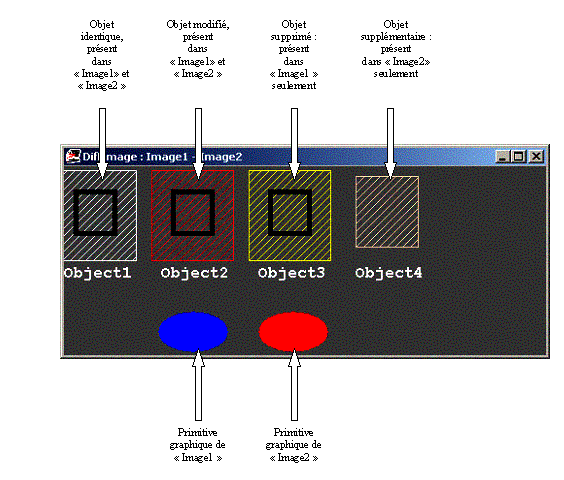 Objet
identique,
présent
dans
« Image1» et
« Image2 »
Objet modifié,
présent
dans
« Image1» et
« Image2 »
Objet
supprimé :
présent
dans
« Image1 »
seulement
Objet
supplémentaire :
présent
dans « Image2»
seulement
Image : Image1 - Image2
Object1
Object2
Object3
Object4
Primitive
graphique de
« Image1 »
Primitive
graphique de
« Image2 »